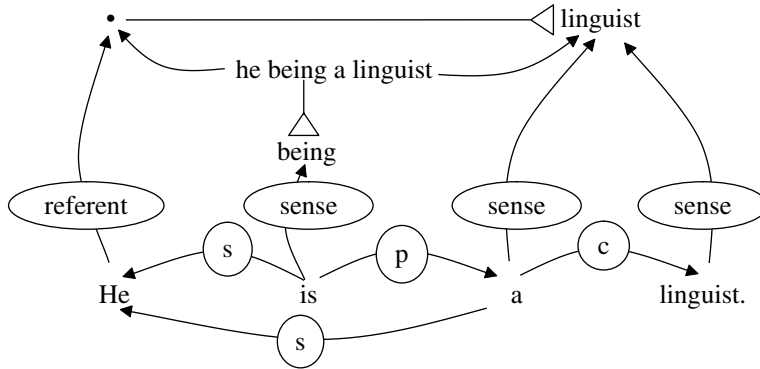 • linguist
he being a linguist
being
referent sense sense sense
s p c
He is a linguist.
s